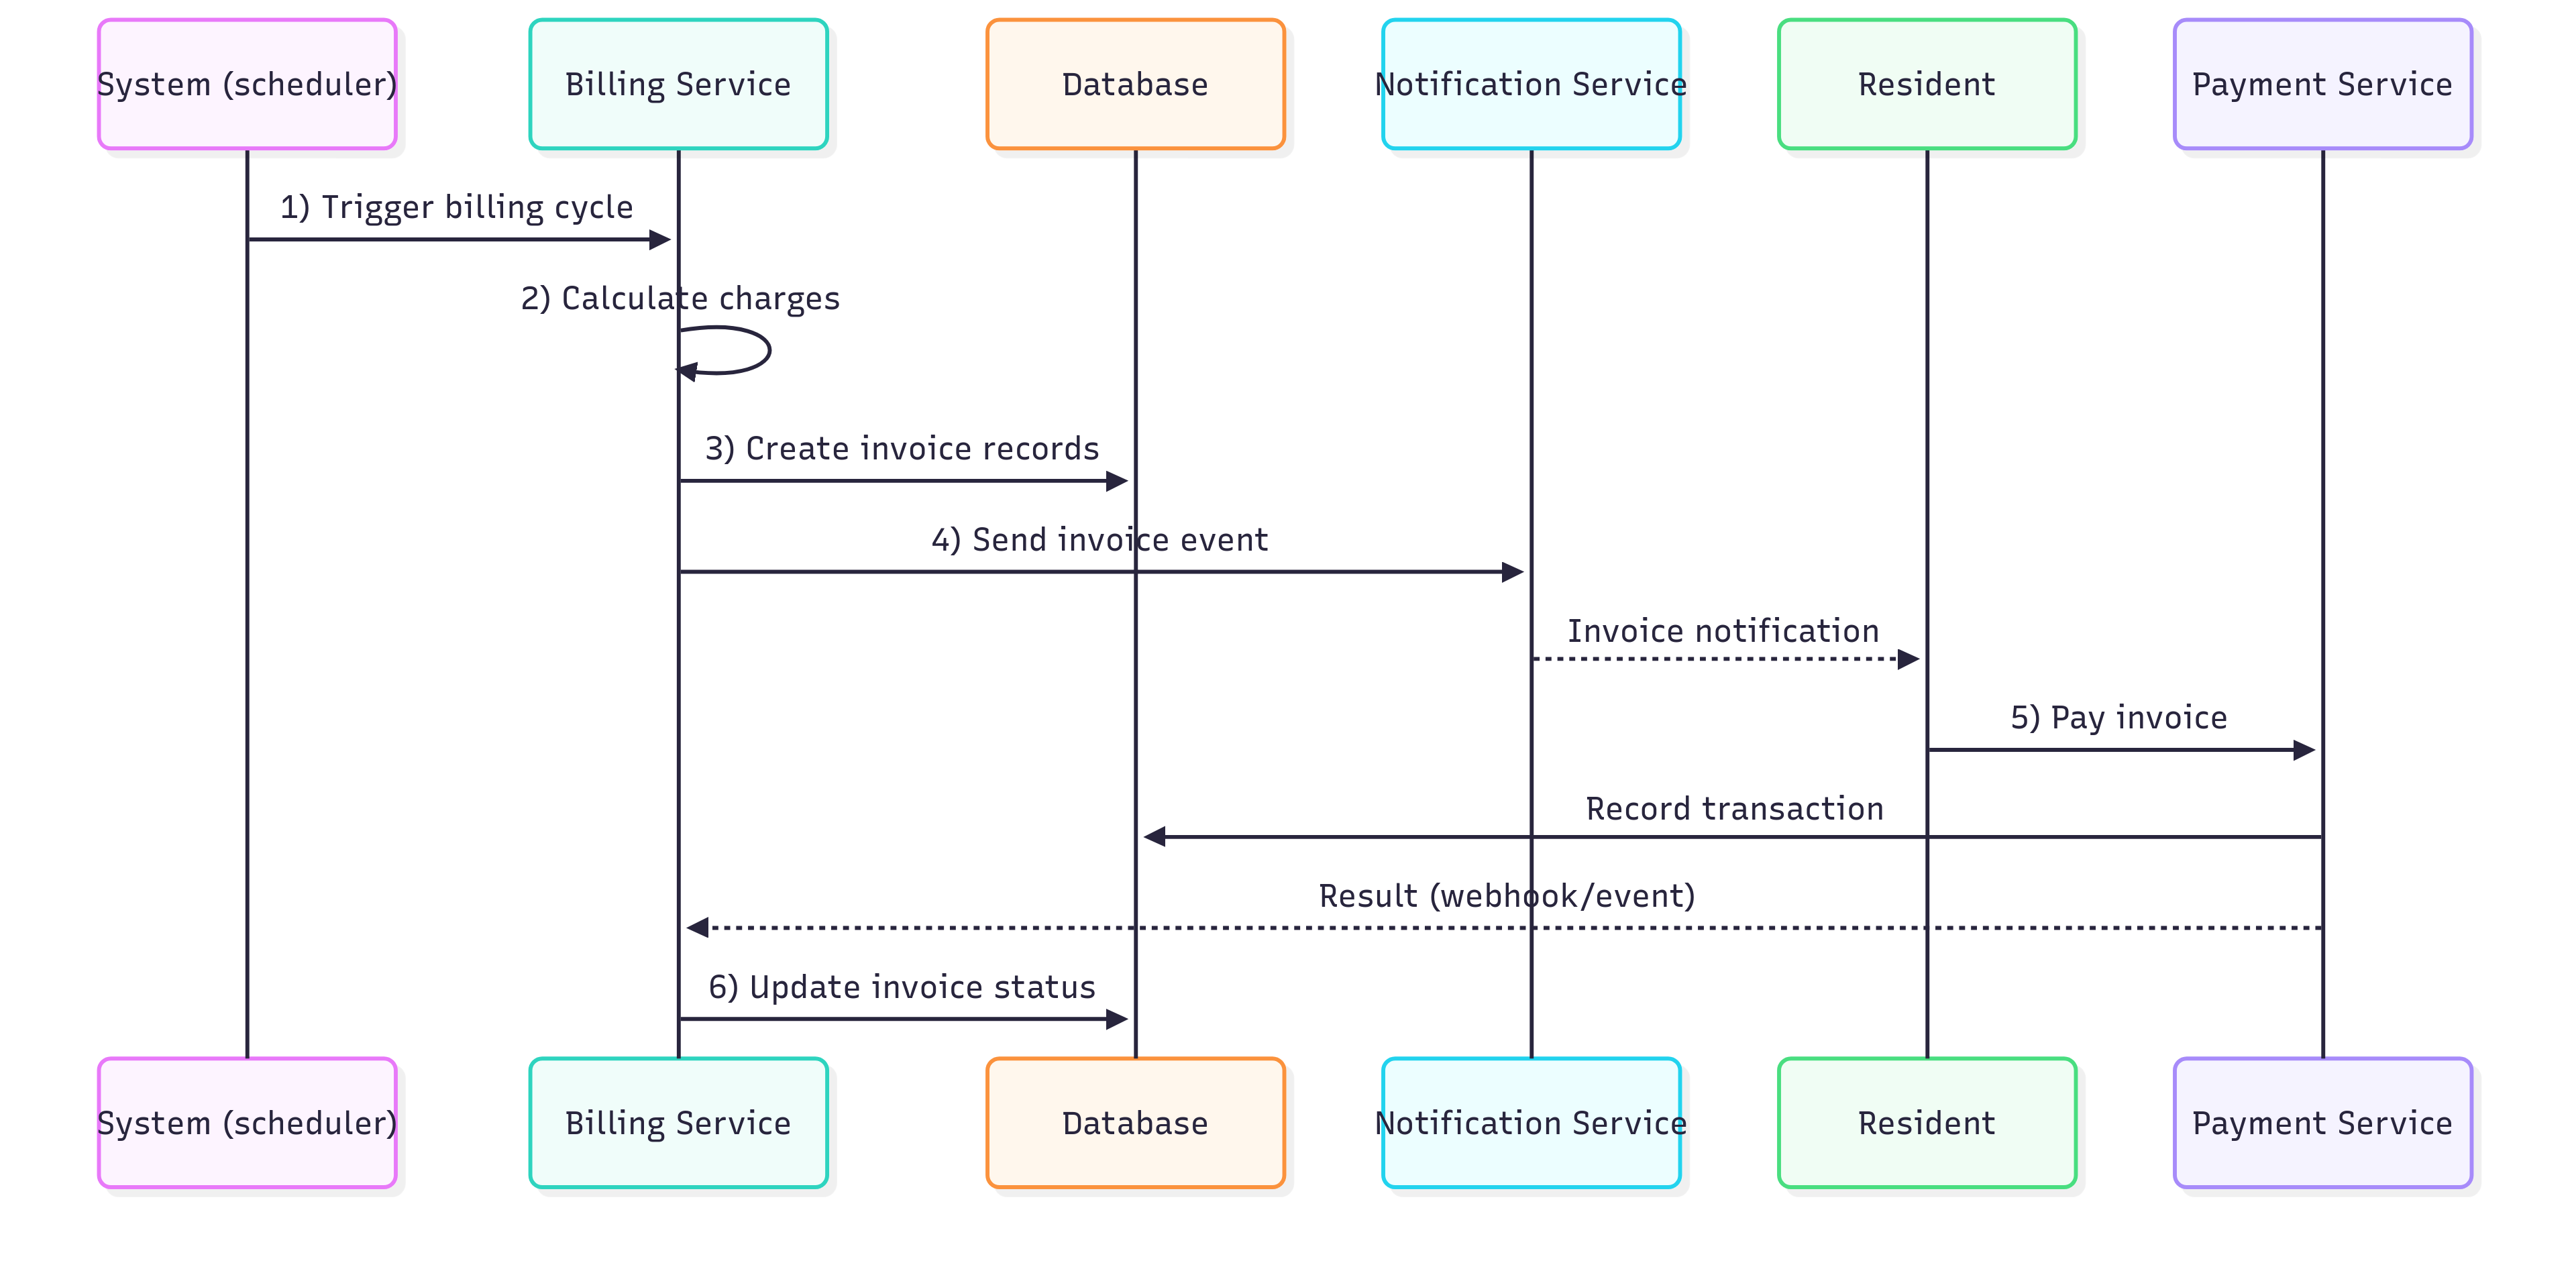 System (scheduler)
Billing Service
Database
Notification Service
Resident
Payment Service
1) Trigger billing cycle
2) Calculate charges
3) Create invoice records
4) Send invoice event
Invoice notification
5) Pay invoice
Record transaction
Result (webhook/event)
6) Update invoice status
System (scheduler)
Billing Service
Database
Notification Service
Resident
Payment Service